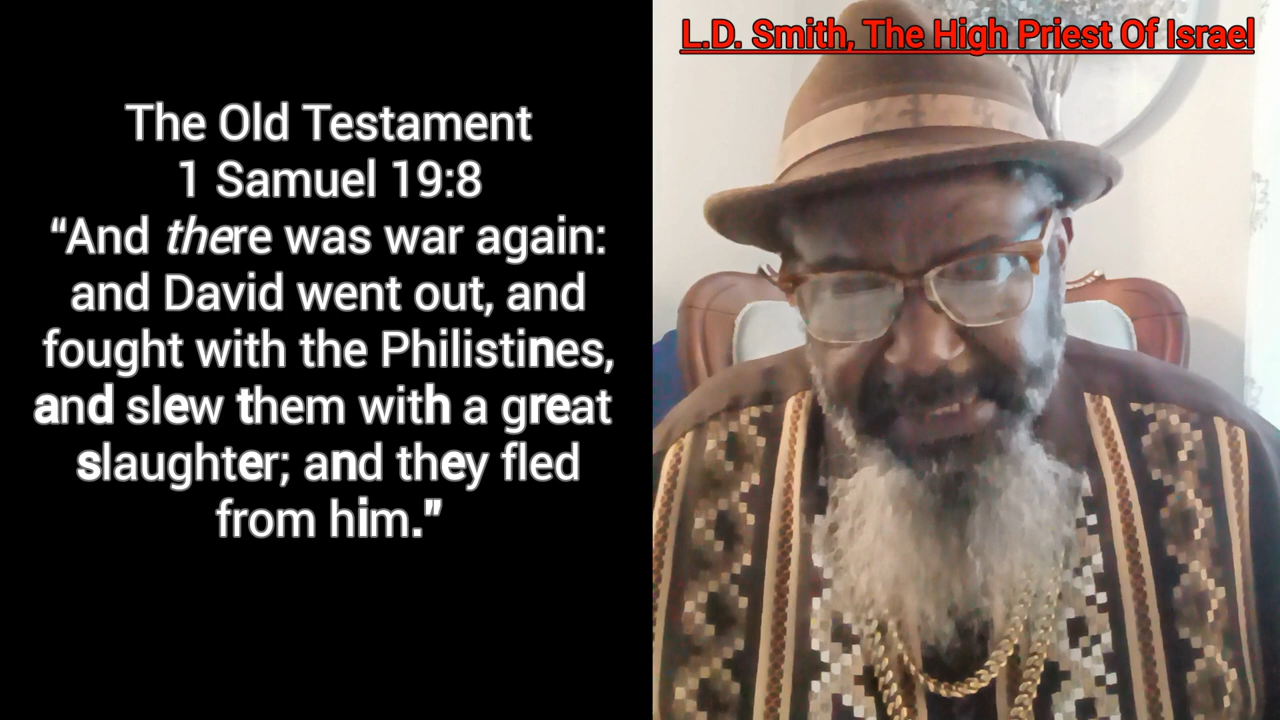 The Old Testament
1 Samuel 19:8
“And there was war again:
and David went out, and
fought with the Philistines,
and slew them with a great
slaughter; and they fled
from him.”
L.D. Smith, The High Priest Of Israel